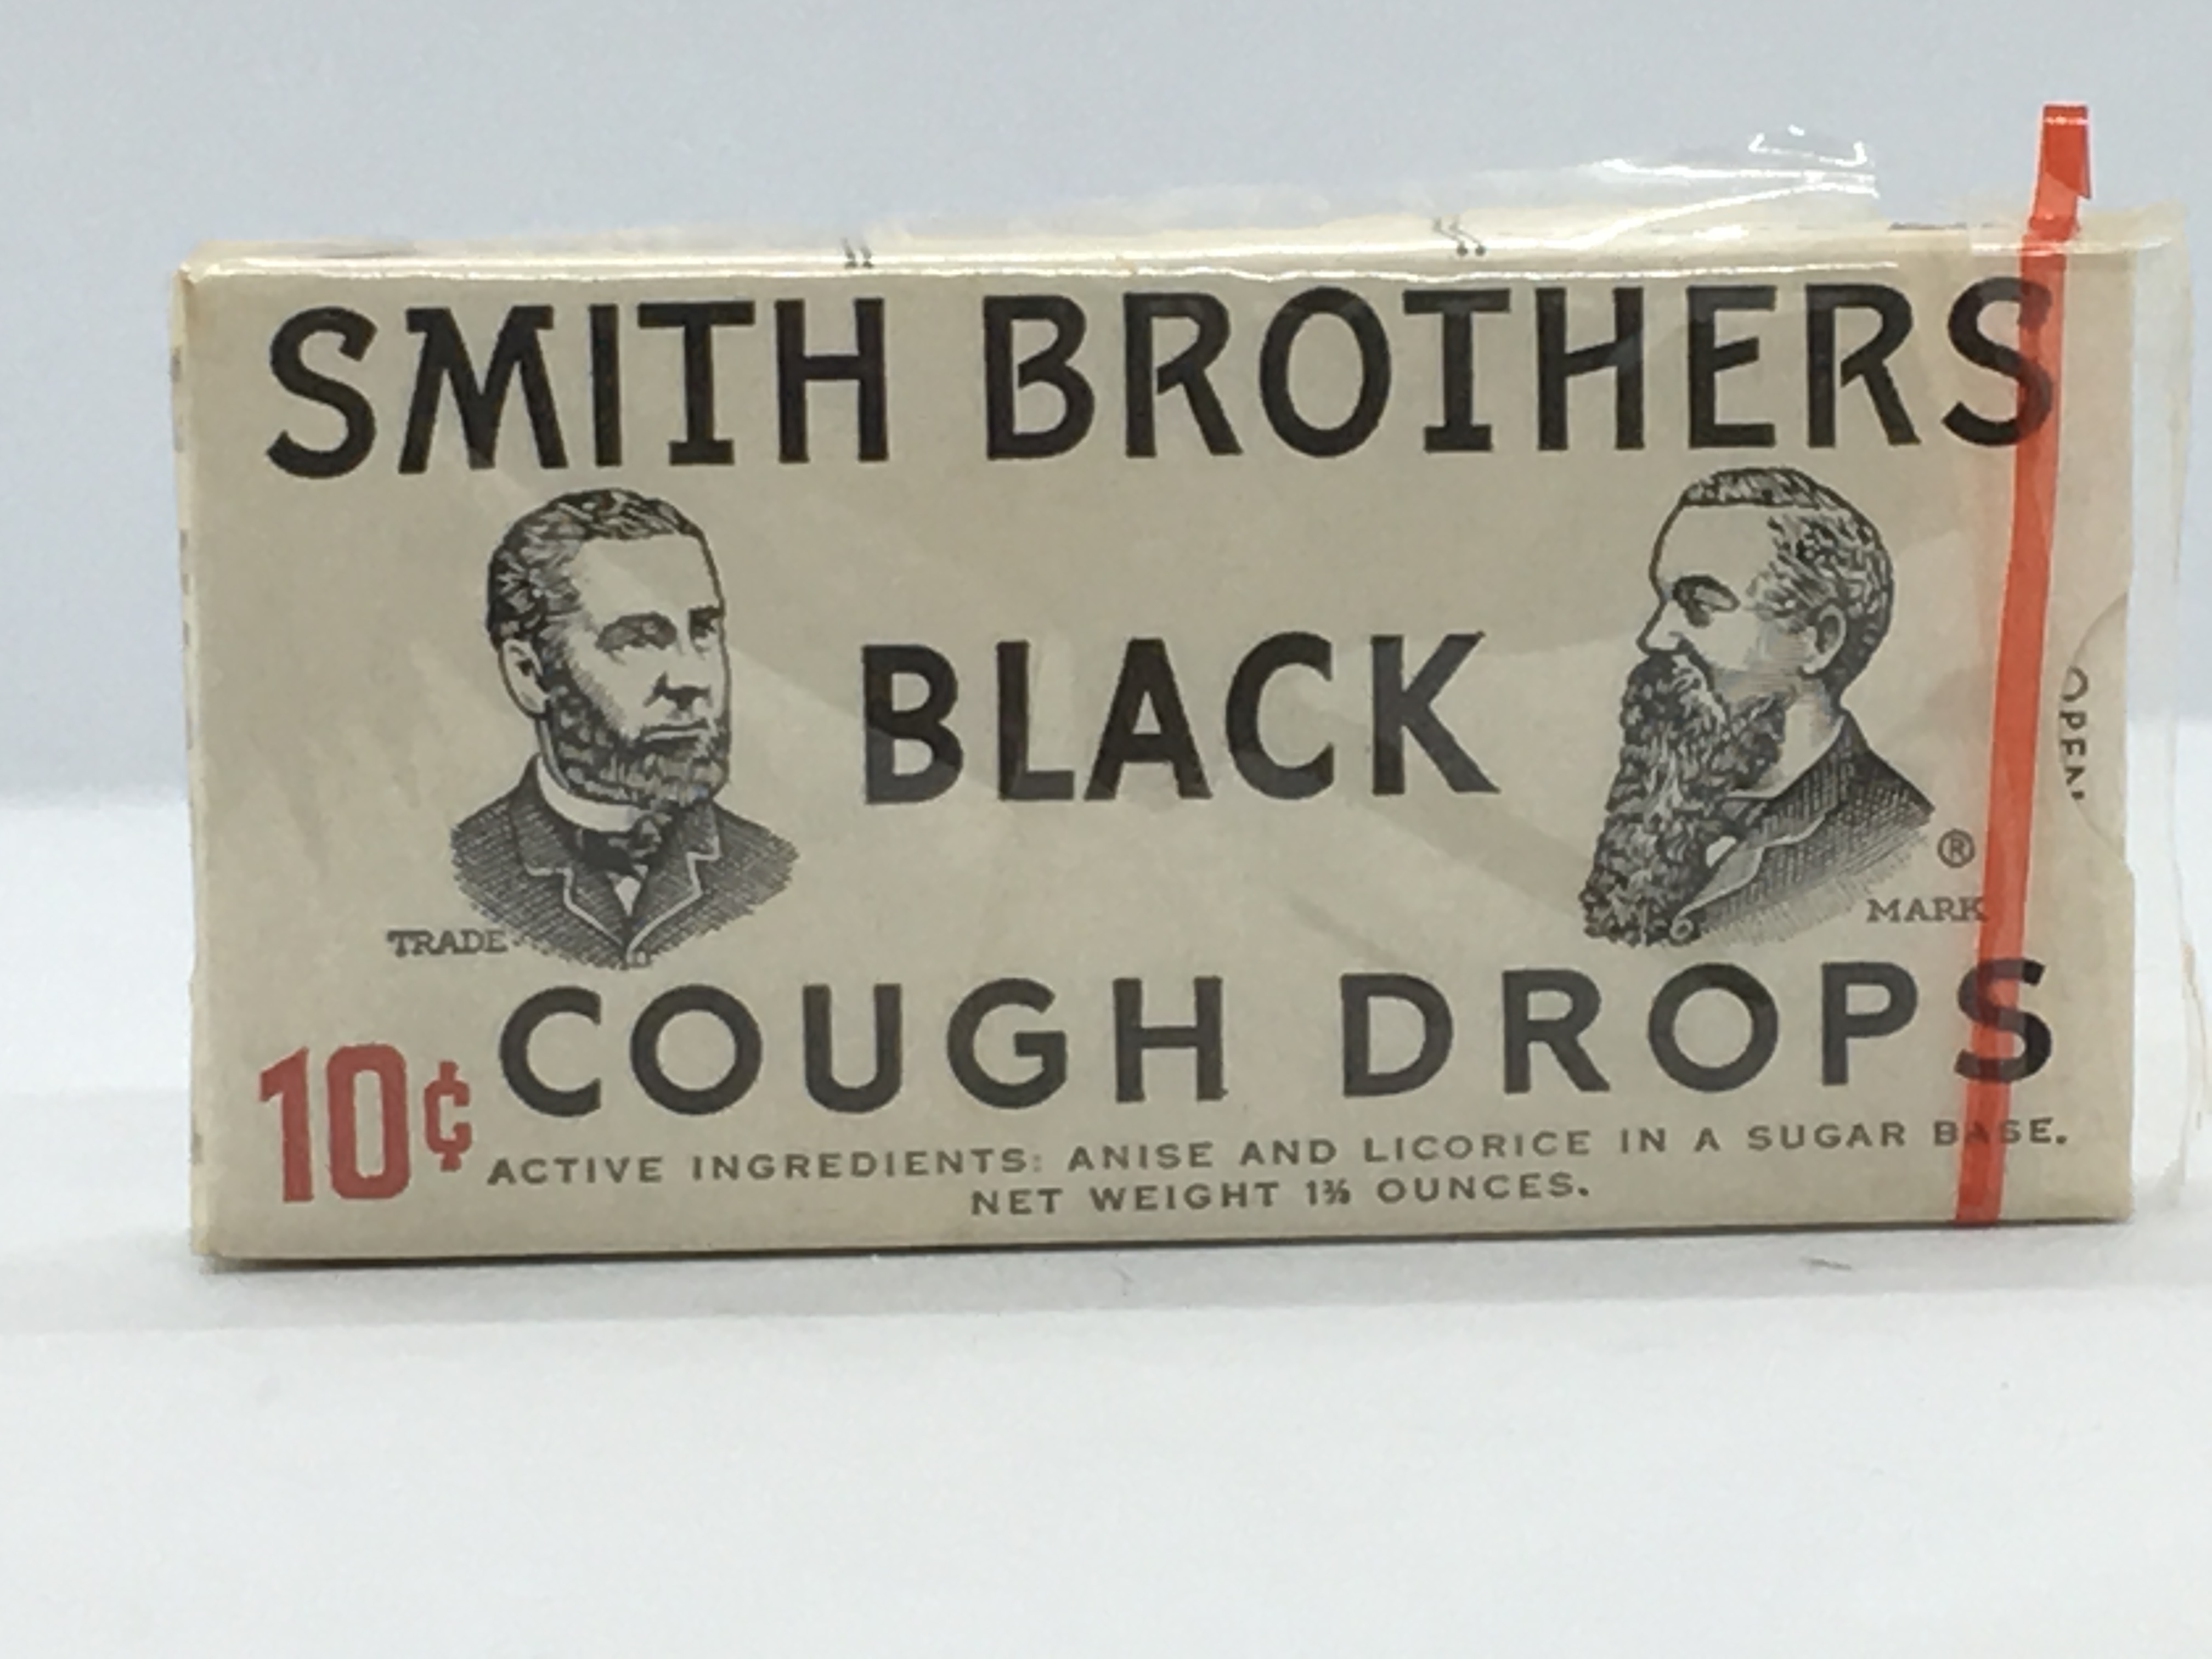 SMITH BROTHERS
BLACK
OPEN
®
TRADE
MARK
COUGH DROPS
10¢
ACTIVE INGREDIENTS: ANISE AND LICORICE IN A SUGAR BASE.
NET WEIGHT 1⅜ OUNCES.